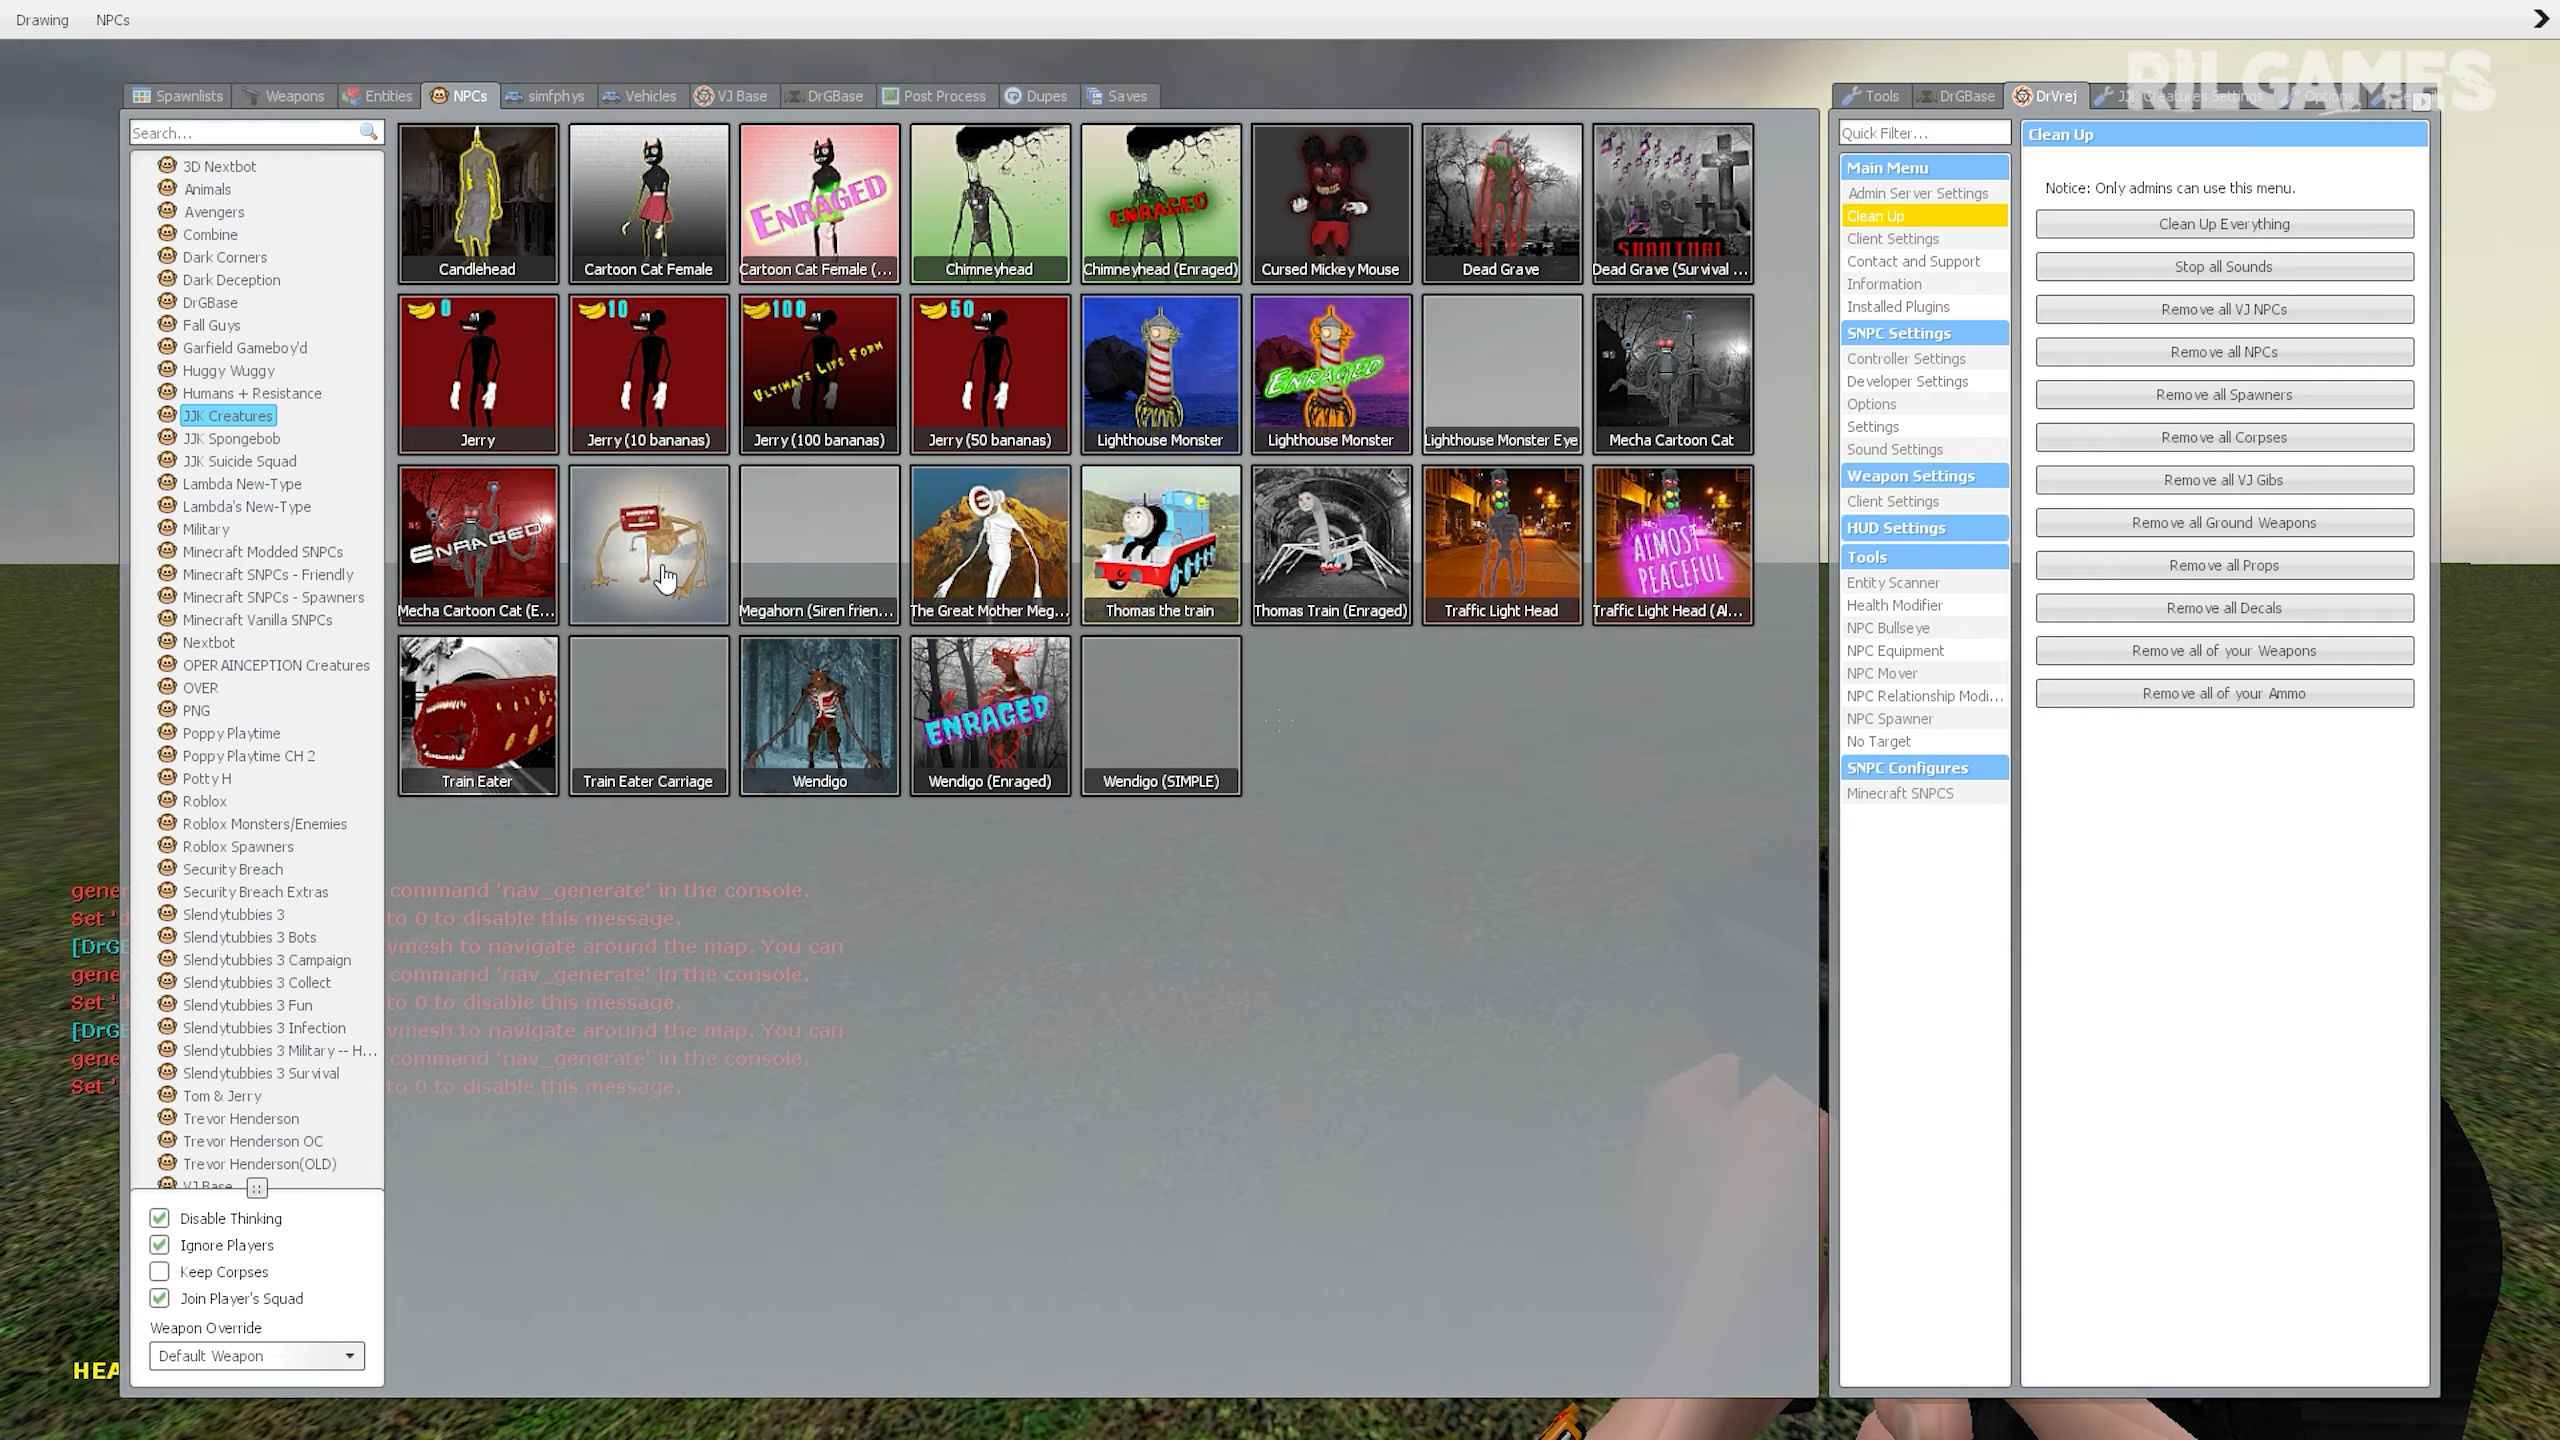 Drawing NPCs
RILGAMES
Spawnlists Weapons Entities NPCs simfphys Vehicles VJ Base DrGBase Post Process Dupes Saves
Tools DrGBase DrVrej JJK Creatures Settings Options
Search...
3D Nextbot
Animals
Avengers
Combine
Dark Corners
Dark Deception
DrGBase
Fall Guys
Garfield Gameboy'd
Huggy Wuggy
Humans + Resistance
JJK Creatures
JJK Spongebob
JJK Suicide Squad
Lambda New-Type
Lambda's New-Type
Military
Minecraft Modded SNPCs
Minecraft SNPCs - Friendly
Minecraft SNPCs - Spawners
Minecraft Vanilla SNPCs
Nextbot
OPERAINCEPTION Creatures
OVER
PNG
Poppy Playtime
Poppy Playtime CH 2
Potty H
Roblox
Roblox Monsters/Enemies
Roblox Spawners
Security Breach
Security Breach Extras
Slendytubbies 3
Slendytubbies 3 Bots
Slendytubbies 3 Campaign
Slendytubbies 3 Collect
Slendytubbies 3 Fun
Slendytubbies 3 Infection
Slendytubbies 3 Military -- H...
Slendytubbies 3 Survival
Tom & Jerry
Trevor Henderson
Trevor Henderson OC
Trevor Henderson(OLD)
VJ Base
Disable Thinking
Ignore Players
Keep Corpses
Join Player's Squad
Weapon Override
Default Weapon
ENRAGED ENRAGED SURVIVAL
Candlehead Cartoon Cat Female Cartoon Cat Female (... Chimneyhead Chimneyhead (Enraged) Cursed Mickey Mouse Dead Grave Dead Grave (Survival ...
0 10 100 50
ULTIMATE LIFE FORM ENRAGED
Jerry Jerry (10 bananas) Jerry (100 bananas) Jerry (50 bananas) Lighthouse Monster Lighthouse Monster Lighthouse Monster Eye Mecha Cartoon Cat
ENRAGED ALMOST PEACEFUL
Mecha Cartoon Cat (E... Megahorn (Siren frien... The Great Mother Meg... Thomas the train Thomas Train (Enraged) Traffic Light Head Traffic Light Head (Al...
ENRAGED
Train Eater Train Eater Carriage Wendigo Wendigo (Enraged) Wendigo (SIMPLE)
gener command 'nav_generate' in the console.
Set 'd to 0 to disable this message.
[DrG vmesh to navigate around the map. You can
gener command 'nav_generate' in the console.
Set 'd to 0 to disable this message.
[DrG vmesh to navigate around the map. You can
gener command 'nav_generate' in the console.
Set 'd to 0 to disable this message.
HEA
Quick Filter...
Main Menu
Admin Server Settings
Clean Up
Client Settings
Contact and Support
Information
Installed Plugins
SNPC Settings
Controller Settings
Developer Settings
Options
Settings
Sound Settings
Weapon Settings
Client Settings
HUD Settings
Tools
Entity Scanner
Health Modifier
NPC Bullseye
NPC Equipment
NPC Mover
NPC Relationship Modi...
NPC Spawner
No Target
SNPC Configures
Minecraft SNPCS
Clean Up
Notice: Only admins can use this menu.
Clean Up Everything
Stop all Sounds
Remove all VJ NPCs
Remove all NPCs
Remove all Spawners
Remove all Corpses
Remove all VJ Gibs
Remove all Ground Weapons
Remove all Props
Remove all Decals
Remove all of your Weapons
Remove all of your Ammo